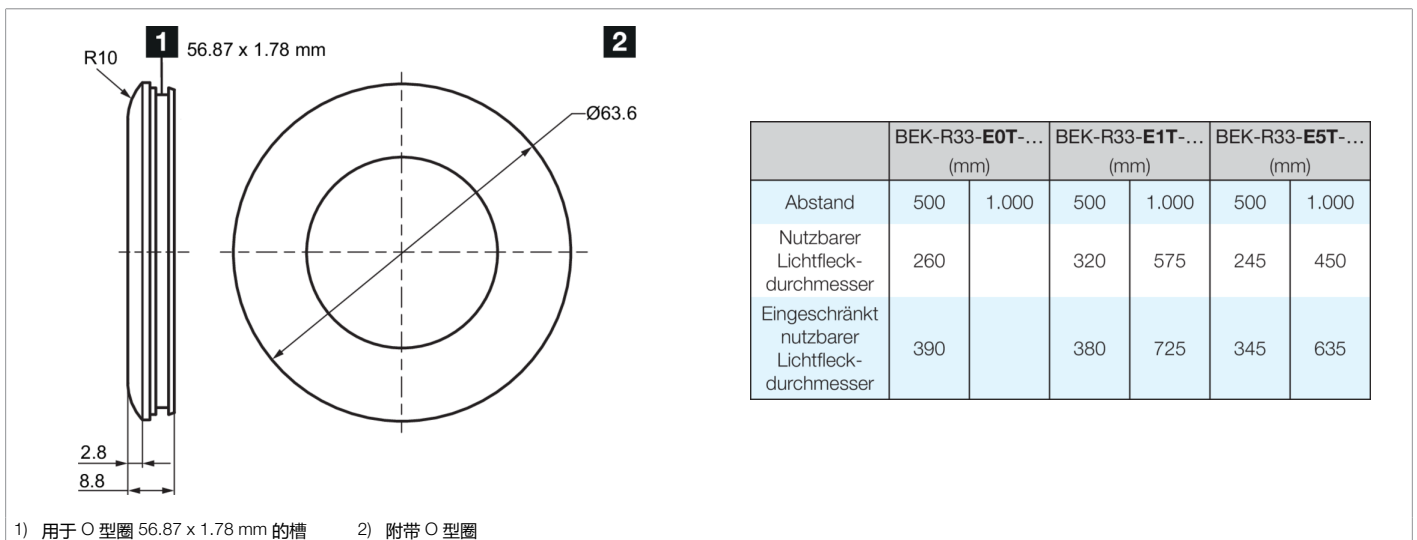 R10
1 56.87 x 1.78 mm
2
Ø63.6
2.8
8.8
BEK-R33-E0T-... BEK-R33-E1T-... BEK-R33-E5T-...
(mm) (mm) (mm)
Abstand 500 1.000 500 1.000 500 1.000
Nutzbarer
Lichtfleck-
durchmesser
260 320 575 245 450
Eingeschränkt
nutzbarer
Lichtfleck-
durchmesser
390 380 725 345 635
1) 用于 O 型圈 56.87 x 1.78 mm 的槽 2) 附带 O 型圈